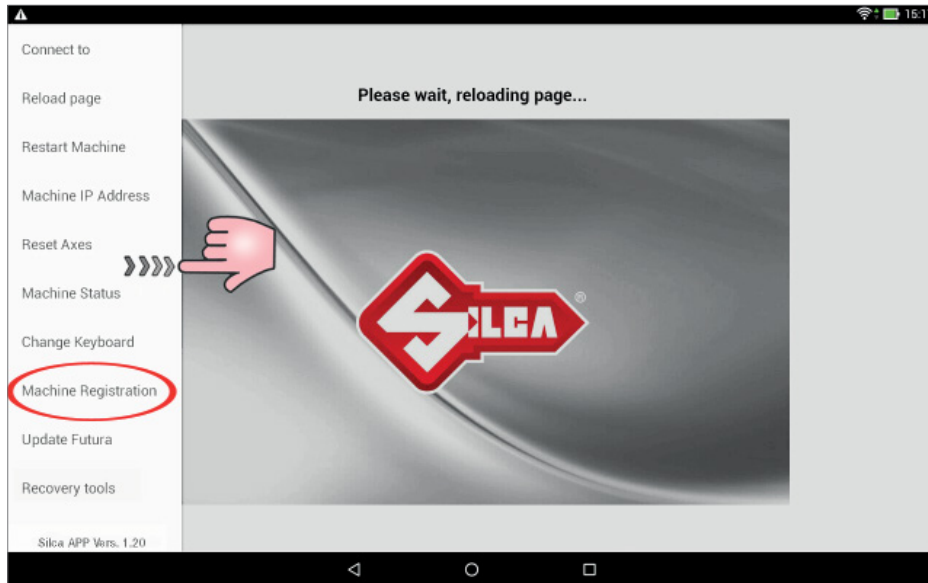 15:1
Connect to
Reload page
Restart Machine
Machine IP Address
Reset Axes
Machine Status
Change Keyboard
Machine Registration
Update Futura
Recovery tools
Silca APP Vers. 1.20
Please wait, reloading page...
SILCA ®